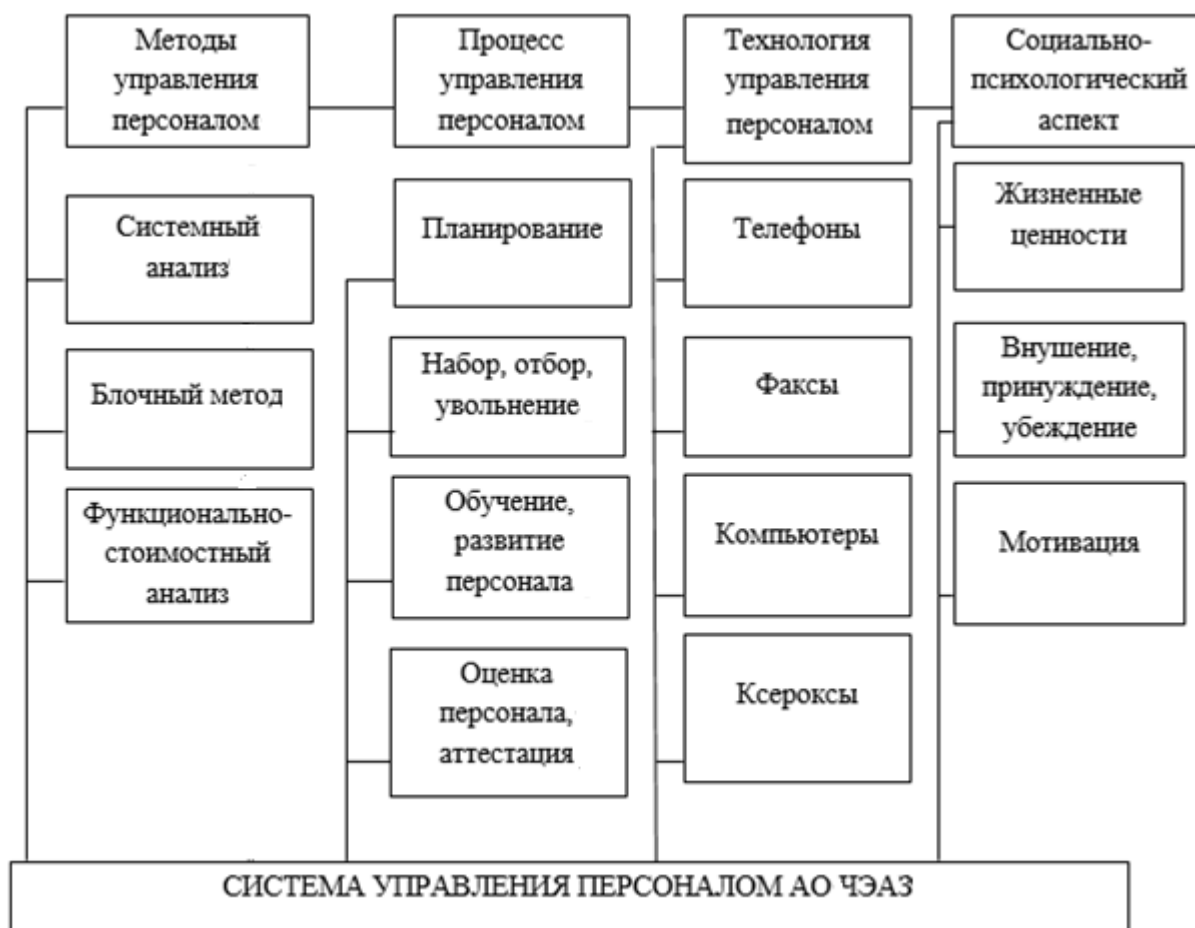 Методы
управления
персоналом
Системный
анализ
Блочный метод
Функционально-
стоимостный
анализ
Процесс
управления
персоналом
Планирование
Набор, отбор,
увольнение
Обучение,
развитие
персонала
Оценка
персонала,
аттестация
Технология
управления
персоналом
Телефоны
Факсы
Компьютеры
Ксероксы
Социально-
психологический
аспект
Жизненные
ценности
Внушение,
принуждение,
убеждение
Мотивация
СИСТЕМА УПРАВЛЕНИЯ ПЕРСОНАЛОМ АО ЧЭАЗ